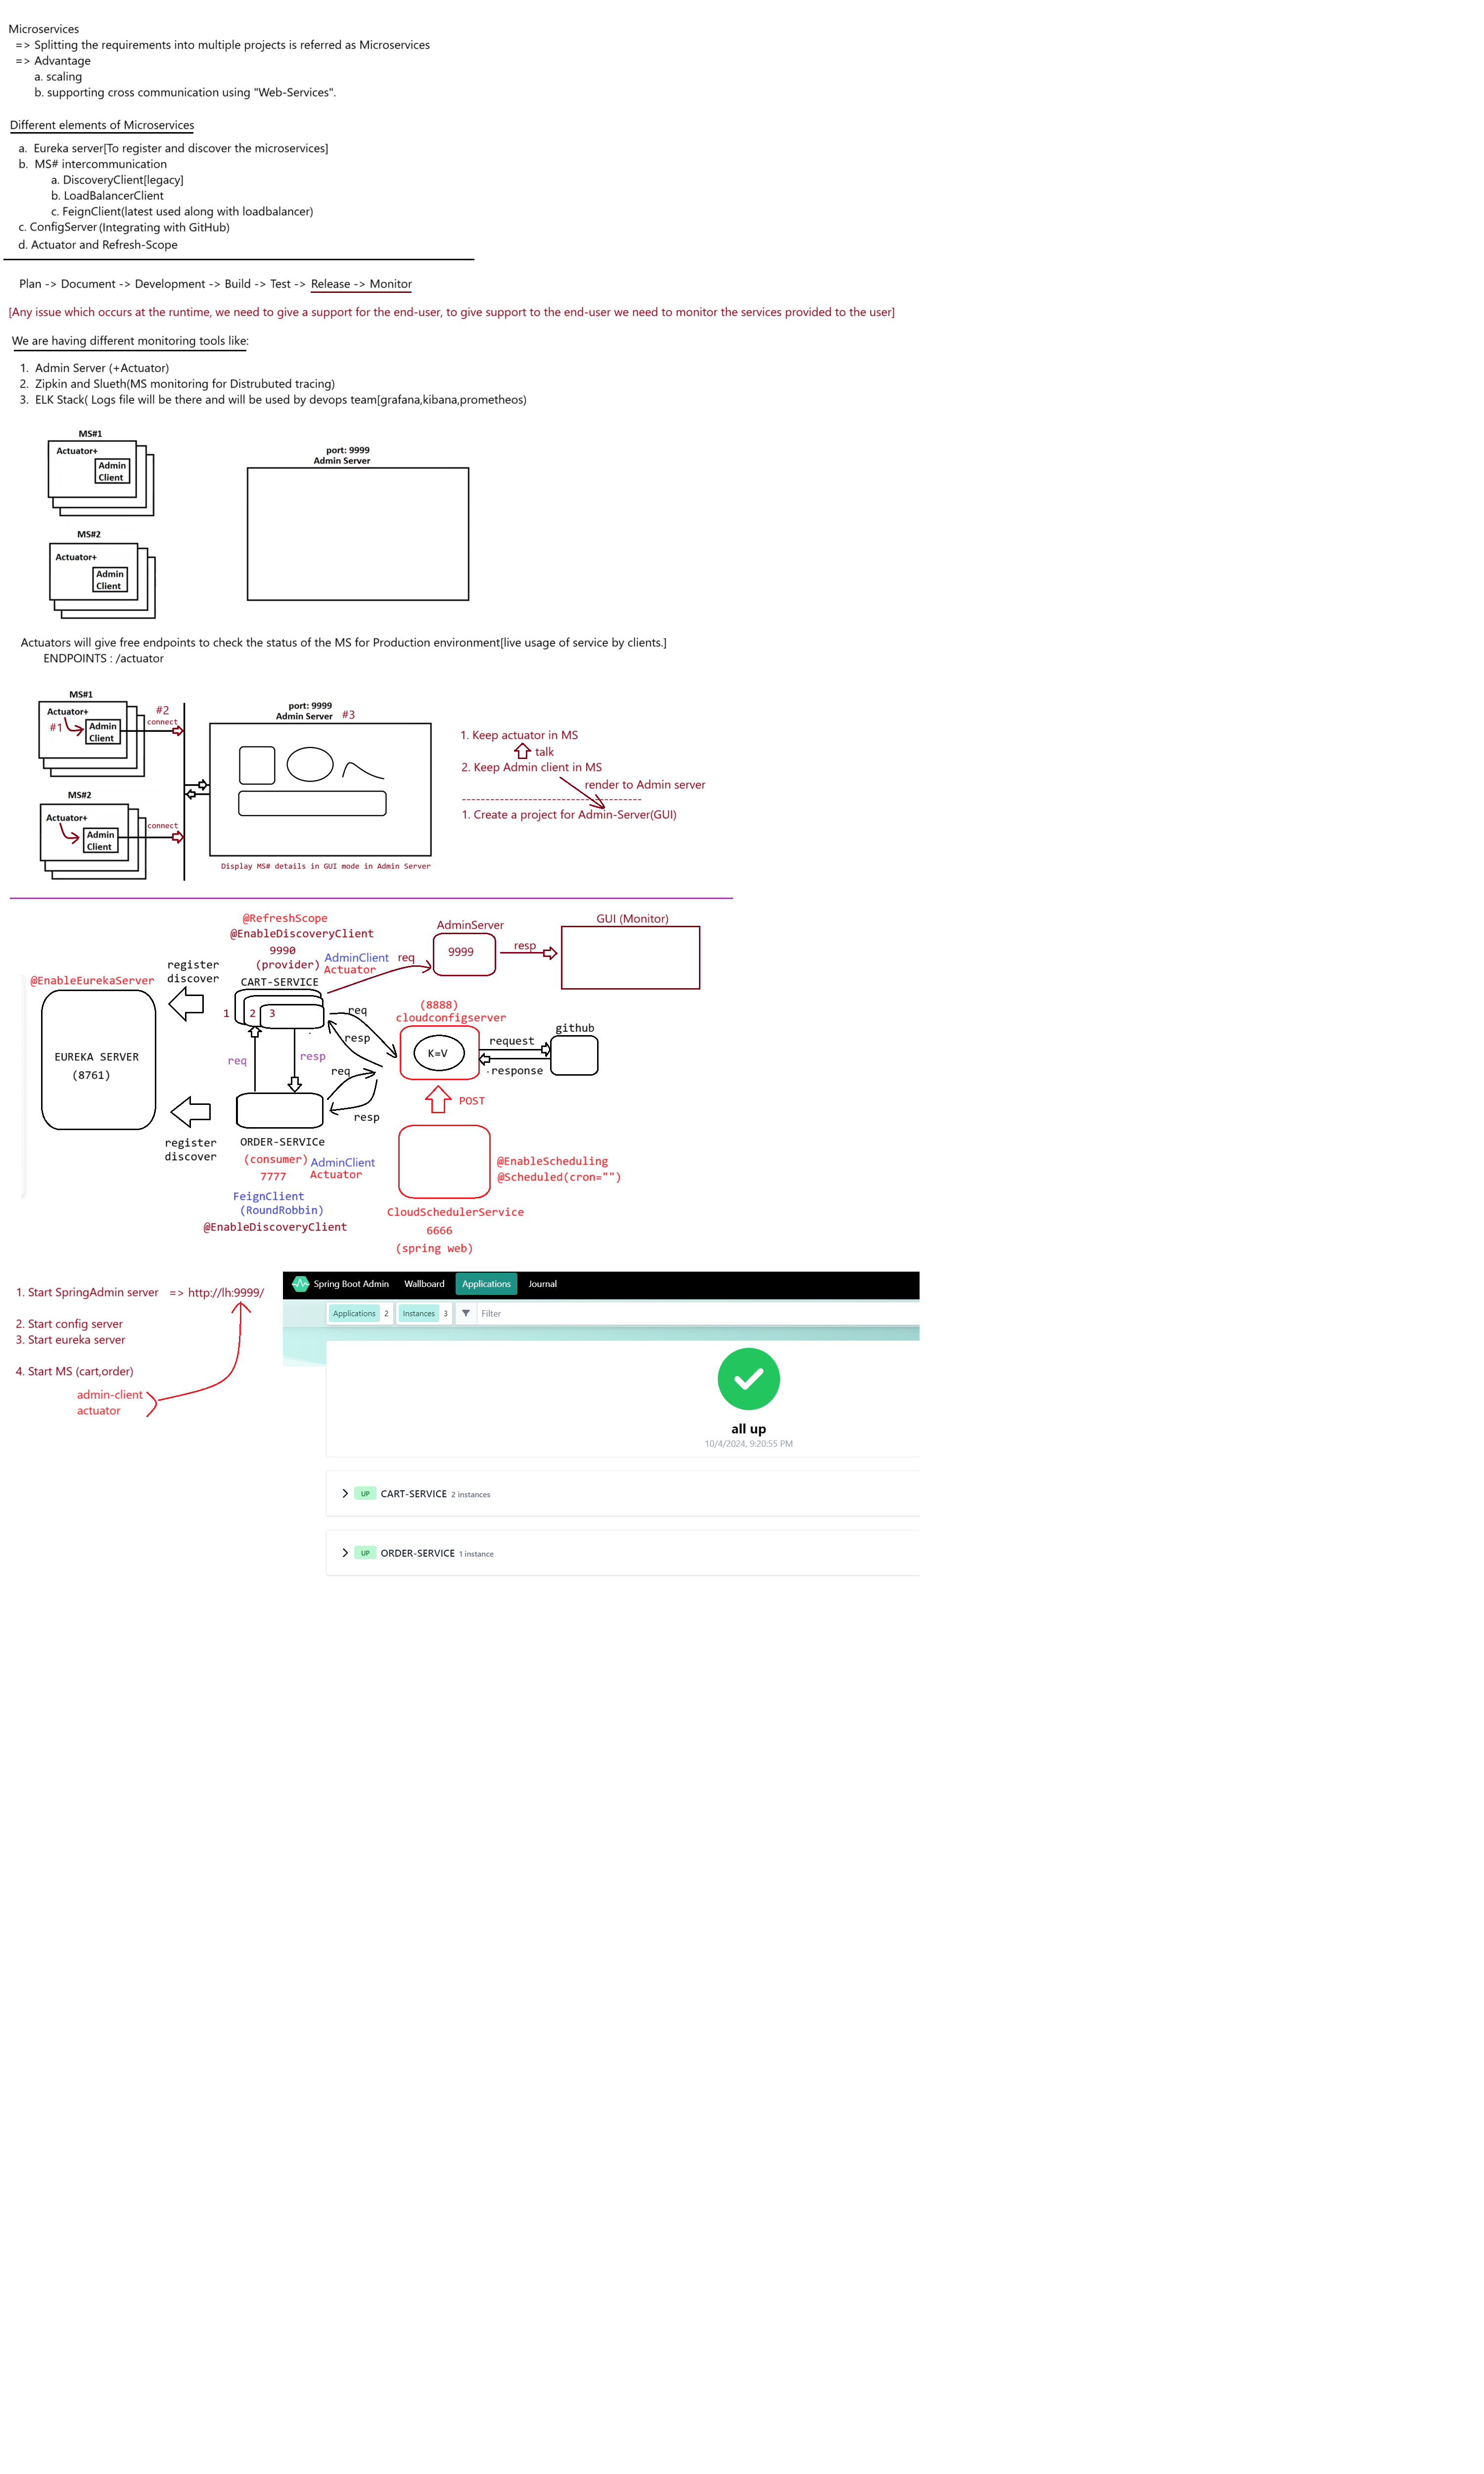 Microservices
=> Splitting the requirements into multiple projects is referred as Microservices
=> Advantage
a. scaling
b. supporting cross communication using "Web-Services".
Different elements of Microservices
a. Eureka server[To register and discover the microservices]
b. MS# intercommunication
a. DiscoveryClient[legacy]
b. LoadBalancerClient
c. FeignClient(latest used along with loadbalancer)
c. ConfigServer (Integrating with GitHub)
d. Actuator and Refresh-Scope
Plan -> Document -> Development -> Build -> Test -> Release -> Monitor
[Any issue which occurs at the runtime, we need to give a support for the end-user, to give support to the end-user we need to monitor the services provided to the user]
We are having different monitoring tools like:
1. Admin Server (+Actuator)
2. Zipkin and Slueth(MS monitoring for Distrubuted tracing)
3. ELK Stack( Logs file will be there and will be used by devops team[grafana,kibana,prometheos)
MS#1
Actuator+
Admin
Client
port: 9999
Admin Server
MS#2
Actuator+
Admin
Client
Actuators will give free endpoints to check the status of the MS for Production environment[live usage of service by clients.]
ENDPOINTS : /actuator
MS#1
Actuator+
#1
Admin
Client
#2
connect
port: 9999
Admin Server #3
1. Keep actuator in MS
talk
2. Keep Admin client in MS
render to Admin server
---------------------------------------
1. Create a project for Admin-Server(GUI)
MS#2
Actuator+
Admin
Client
connect
Display MS# details in GUI mode in Admin Server
@RefreshScope
@EnableDiscoveryClient
9990
(provider)
CART-SERVICE
AdminClient
Actuator
req
AdminServer
9999
resp
GUI (Monitor)
@EnableEurekaServer
register
discover
EUREKA SERVER
(8761)
1 2 3
req
resp
req
resp
req
resp
(8888)
cloudconfigserver
K=V
request
response
github
POST
register
discover
ORDER-SERVICe
(consumer)
7777
AdminClient
Actuator
FeignClient
(RoundRobbin)
@EnableDiscoveryClient
@EnableScheduling
@Scheduled(cron="")
CloudSchedulerService
6666
(spring web)
1. Start SpringAdmin server => http://lh:9999/
2. Start config server
3. Start eureka server
4. Start MS (cart,order)
admin-client
actuator
Spring Boot Admin Wallboard Applications Journal
Applications 2 Instances 3 Filter
all up
10/4/2024, 9:20:55 PM
UP CART-SERVICE 2 instances
UP ORDER-SERVICE 1 instance